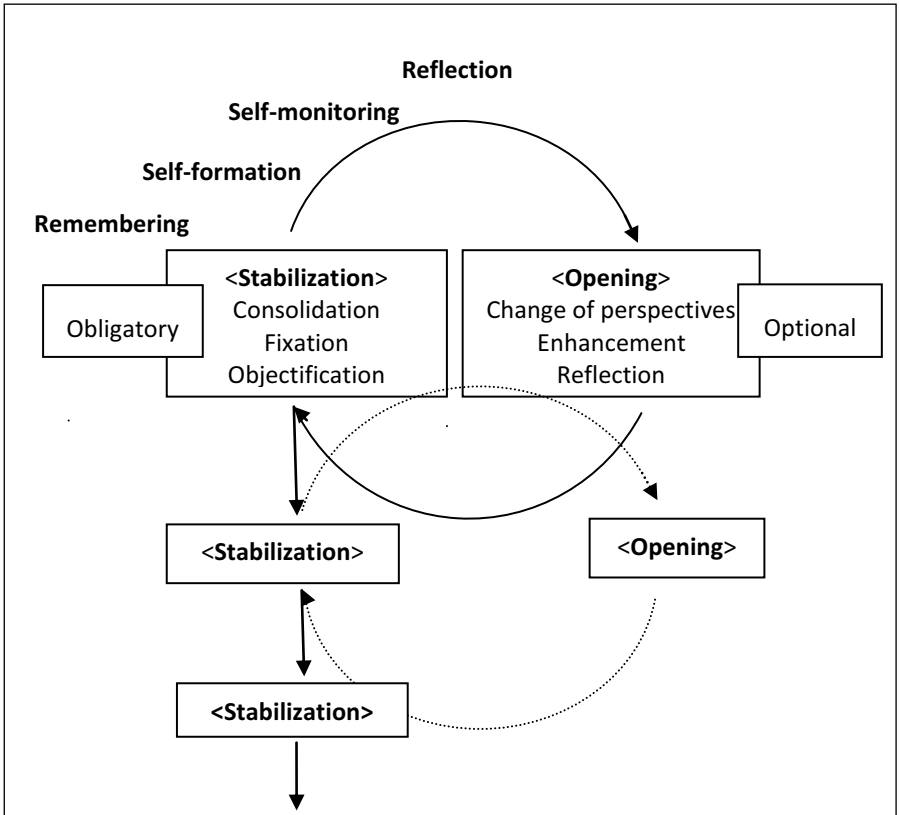 Reflection
Self-monitoring
Self-formation
Remembering
<Stabilization>
Consolidation
Fixation
Objectification
Obligatory
<Opening>
Change of perspectives
Enhancement
Reflection
Optional
<Stabilization>
<Opening>
<Stabilization>